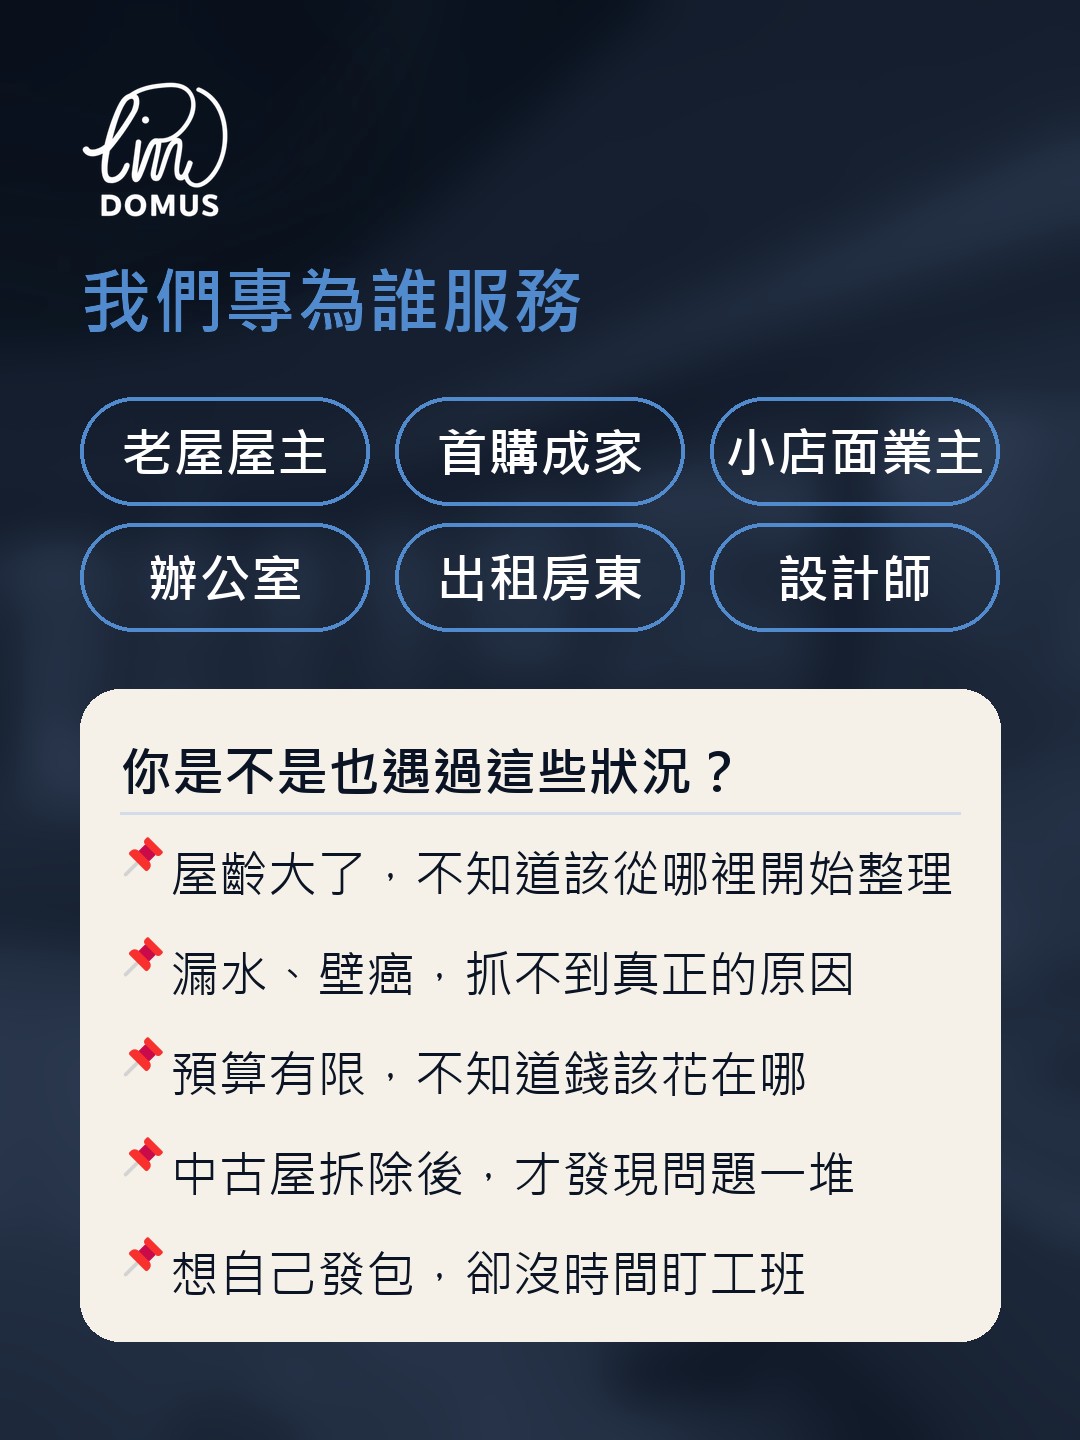 lim
DOMUS
我們專為誰服務
老屋屋主 首購成家 小店面業主
辦公室 出租房東 設計師
你是不是也遇過這些狀況？
屋齡大了，不知道該從哪裡開始整理
漏水、壁癌，抓不到真正的原因
預算有限，不知道錢該花在哪
中古屋拆除後，才發現問題一堆
想自己發包，卻沒時間盯工班